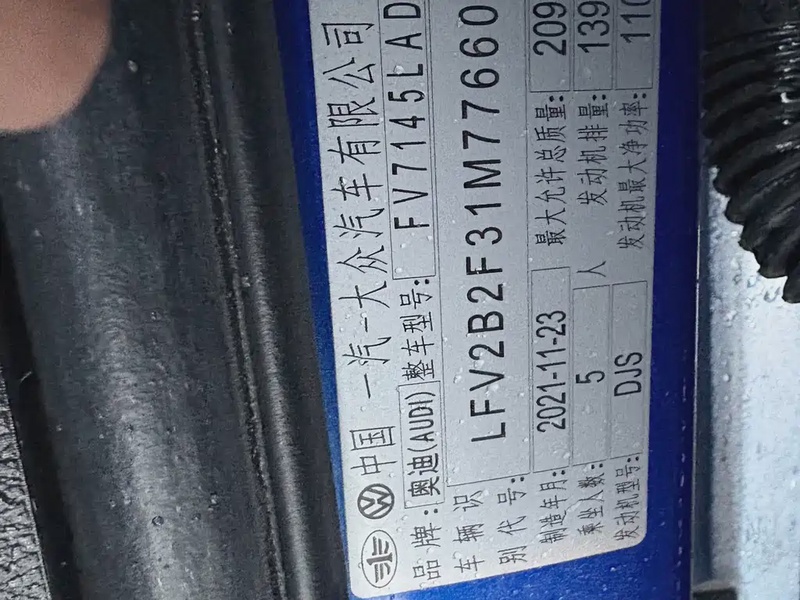 中国 一汽-大众汽车有限公司
品牌: 奥迪(AUDI) 整车型号: FV7145LAD
车辆识别代号: LFV2B2F31M77660
制造年月: 2021-11-23 最大允许总质量: 209
乘坐人数: 5 人 发动机排量: 139
发动机型号: DJS 发动机最大净功率: 110